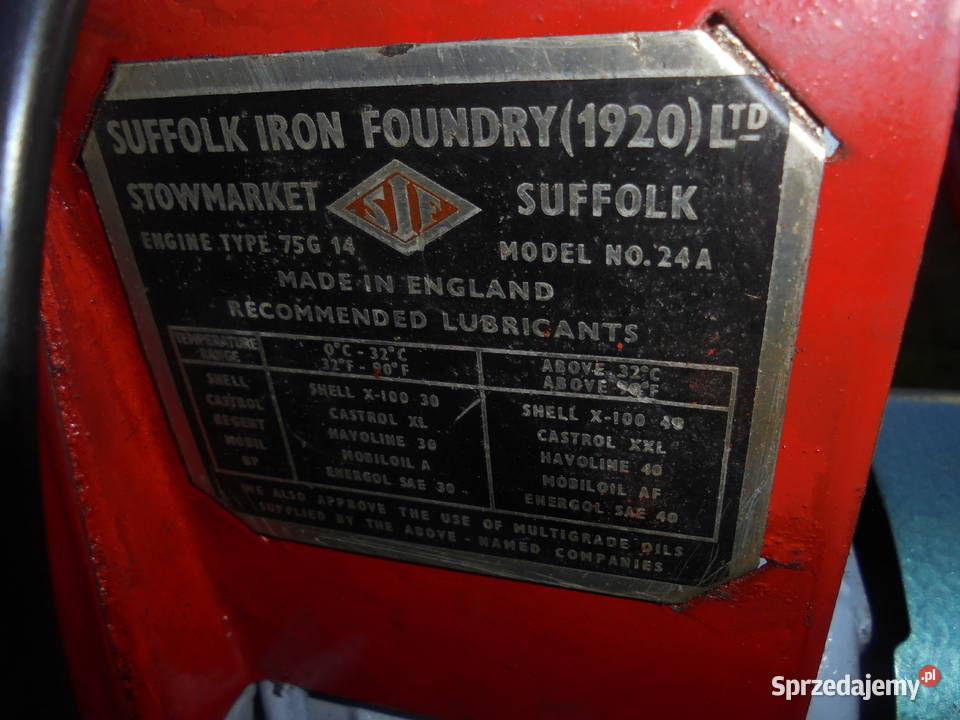 SUFFOLK IRON FOUNDRY (1920) LTD
STOWMARKET SIF SUFFOLK
ENGINE TYPE 75G 14 MODEL NO. 24A
MADE IN ENGLAND
RECOMMENDED LUBRICANTS
TEMPERATURE RANGE 0°C - 32°C ABOVE 32°C
32°F - 90°F ABOVE 90°F
SHELL SHELL X-100 30 SHELL X-100 40
CASTROL CASTROL XL CASTROL XXL
REGENT HAVOLINE 30 HAVOLINE 40
MOBIL MOBILOIL A MOBILOIL AF
BP ENERGOL SAE 30 ENERGOL SAE 40
WE ALSO APPROVE THE USE OF MULTIGRADE OILS
SUPPLIED BY THE ABOVE - NAMED COMPANIES
Sprzedajemy.pl